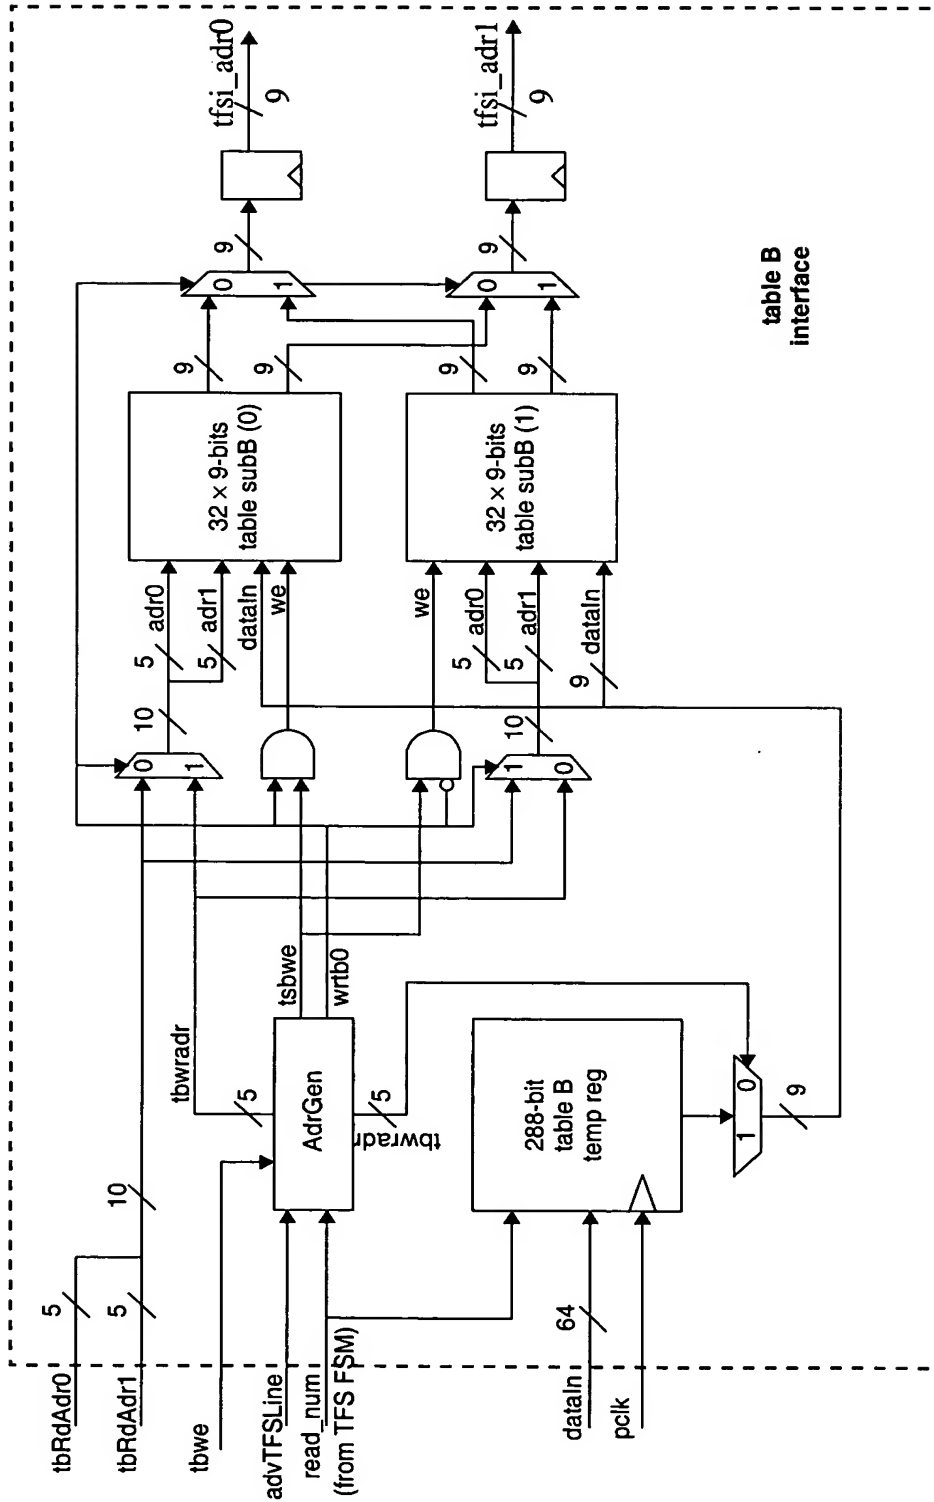 tbRdAdr0
5
tbRdAdr1
5
10
tbwe
advTFSLine
read_num
(from TFS FSM)
dataIn
64
pclk
tbwradr
5
AdrGen
tsbwe
wrtb0
tbwradr
5
288-bit
table B
temp reg
1
0
9
0
1
10
5
adr0
5
adr1
dataIn
we
1
0
10
we
5
adr0
5
adr1
9
dataIn
32 × 9-bits
table subB (0)
32 × 9-bits
table subB (1)
9
9
9
9
0
1
0
1
9
9
tfsi_adr0
9
tfsi_adr1
9
table B
interface